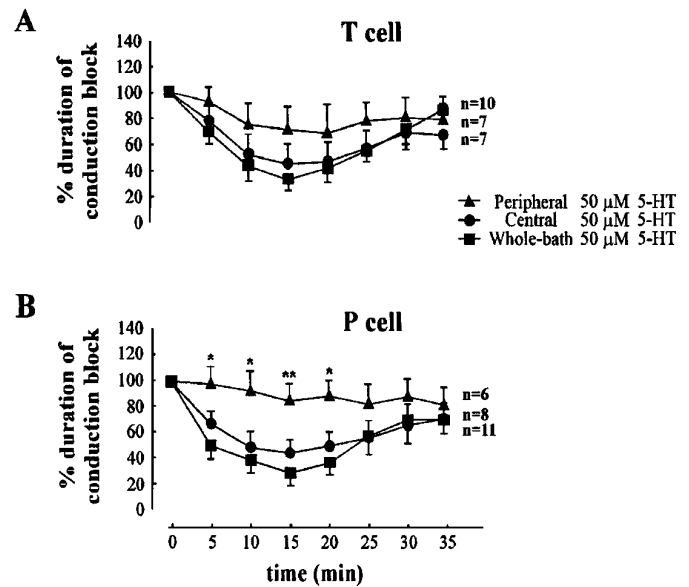 A
T cell
% duration of
conduction block
140
120
100
80
60
40
20
0
n=10
n=7
n=7
Peripheral 50 µM 5-HT
Central 50 µM 5-HT
Whole-bath 50 µM 5-HT
B
P cell
% duration of
conduction block
140
120
100
80
60
40
20
0
* * ** *
n=6
n=8
n=11
0 5 10 15 20 25 30 35
time (min)